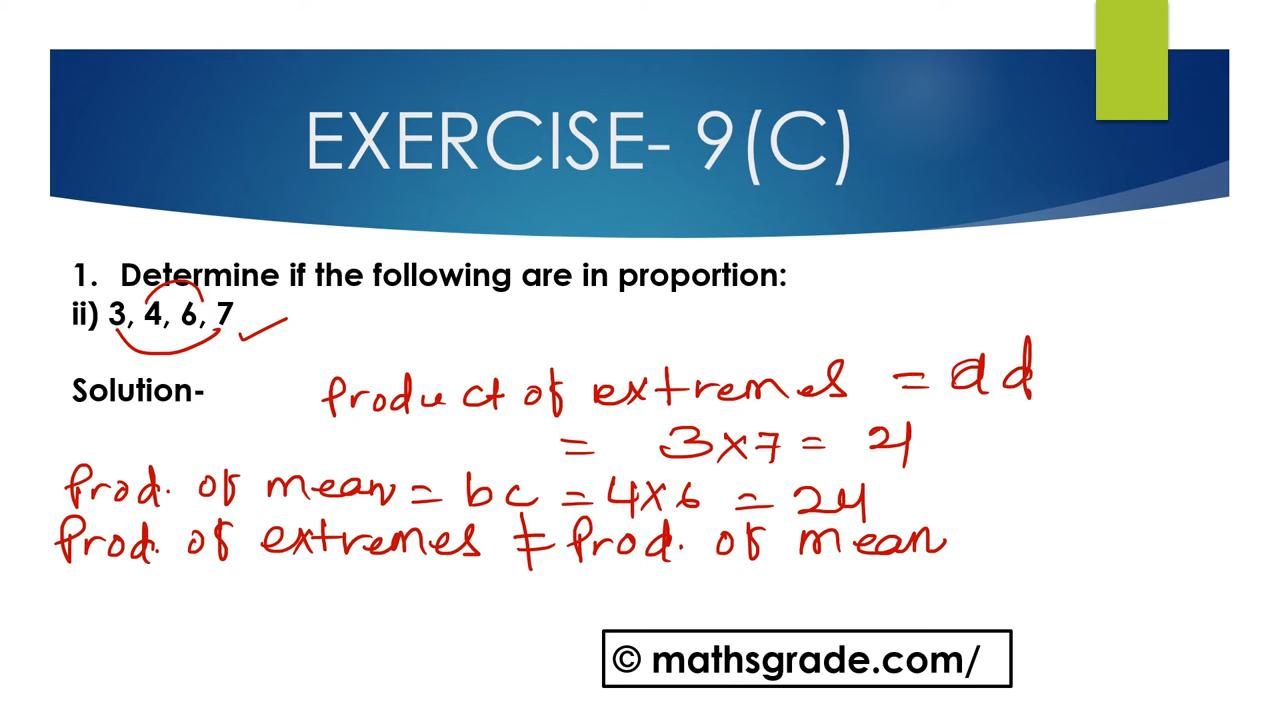 EXERCISE- 9(C)
1. Determine if the following are in proportion:
ii) 3, 4, 6, 7
Solution-
Product of extremes = ad
= 3×7 = 21
Prod. of mean = bc = 4×6 = 24
Prod. of extremes ≠ Prod. of mean
© mathsgrade.com/